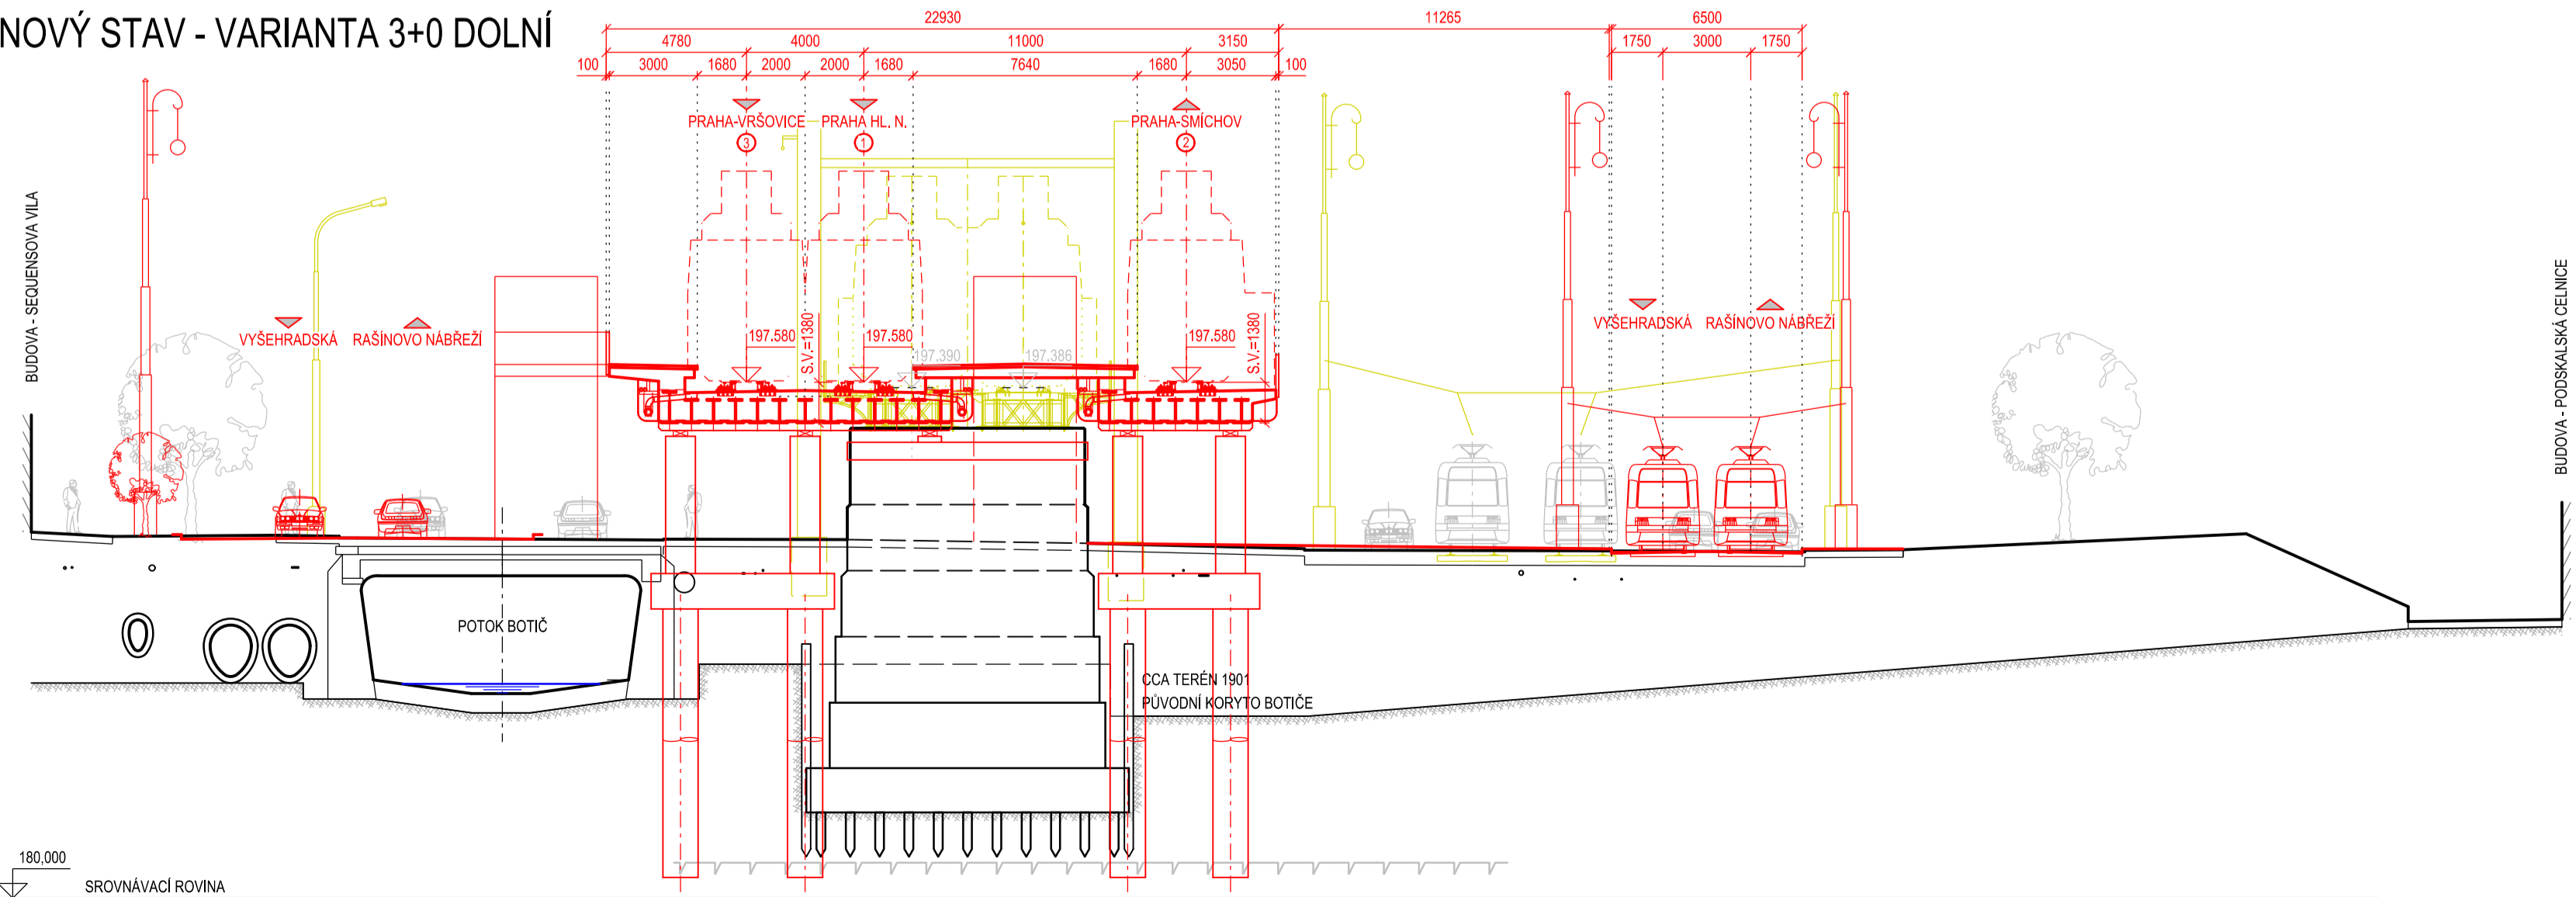 NOVÝ STAV - VARIANTA 3+0 DOLNÍ
22930 11265 6500
4780 4000 11000 3150 1750 3000 1750
100 3000 1680 2000 2000 1680 7640 1680 3050 100
PRAHA-VRŠOVICE PRAHA HL. N. PRAHA-SMÍCHOV
3 1 2
BUDOVA - SEQUENSOVA VILA
VYŠEHRADSKÁ RAŠÍNOVO NÁBŘEŽÍ
197.580 S.V.=1380 197.580 197.580 S.V.=1380
197.390 197.386
VYŠEHRADSKÁ RAŠÍNOVO NÁBŘEŽÍ
BUDOVA - PODSKALSKÁ CELNICE
POTOK BOTIČ
CCA TERÉN 1901
PŮVODNÍ KORYTO BOTIČE
180,000
SROVNÁVACÍ ROVINA